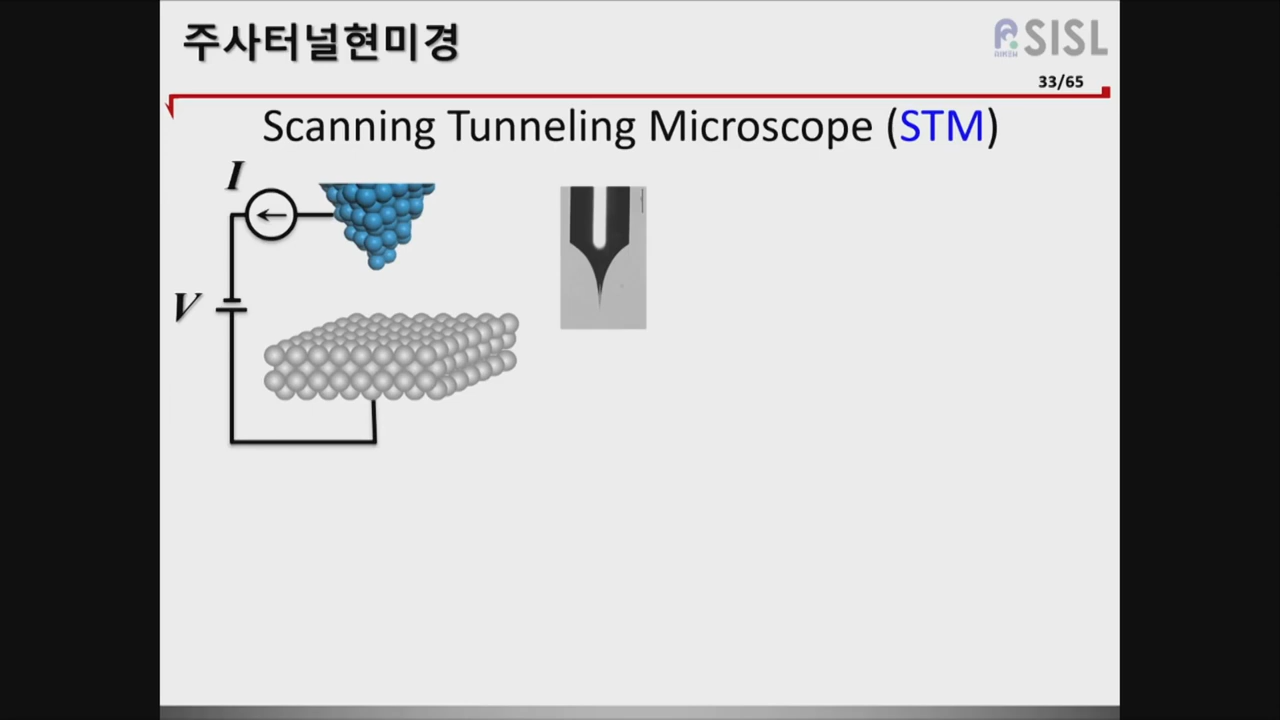 주사터널현미경
SISL
33/65
Scanning Tunneling Microscope (STM)
I
V